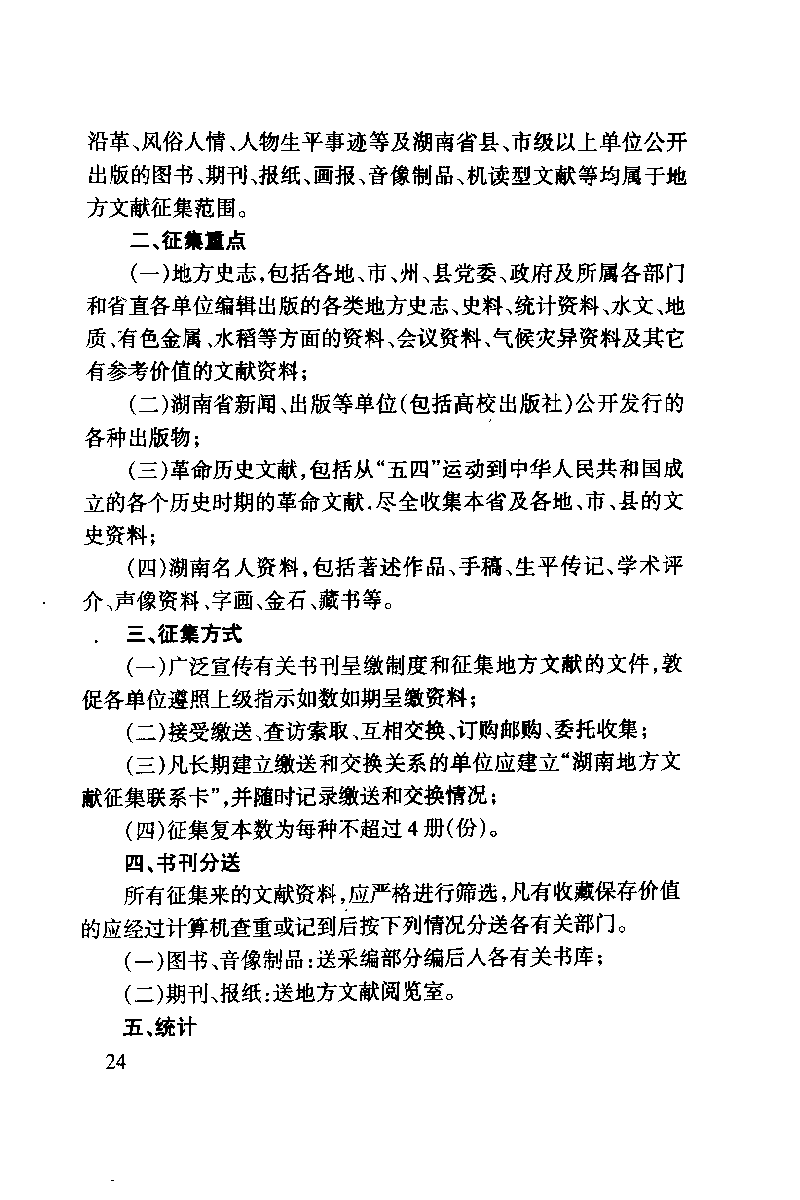 沿革、风俗人情、人物生平事迹等及湖南省县、市级以上单位公开
出版的图书、期刊、报纸、画报、音像制品、机读型文献等均属于地
方文献征集范围。
二、征集重点
(一)地方史志,包括各地、市、州、县党委、政府及所属各部门
和省直各单位编辑出版的各类地方史志、史料、统计资料、水文、地
质、有色金属、水稻等方面的资料、会议资料、气候灾异资料及其它
有参考价值的文献资料;
(二)湖南省新闻、出版等单位(包括高校出版社)公开发行的
各种出版物;
(三)革命历史文献,包括从“五四”运动到中华人民共和国成
立的各个历史时期的革命文献.尽全收集本省及各地、市、县的文
史资料;
(四)湖南名人资料,包括著述作品、手稿、生平传记、学术评
介、声像资料、字画、金石、藏书等。
三、征集方式
(一)广泛宣传有关书刊呈缴制度和征集地方文献的文件,敦
促各单位遵照上级指示如数如期呈缴资料;
(二)接受缴送、查访索取、互相交换、订购邮购、委托收集;
(三)凡长期建立缴送和交换关系的单位应建立“湖南地方文
献征集联系卡”,并随时记录缴送和交换情况;
(四)征集复本数为每种不超过4册(份)。
四、书刊分送
所有征集来的文献资料,应严格进行筛选,凡有收藏保存价值
的应经过计算机查重或记到后按下列情况分送各有关部门。
(一)图书、音像制品:送采编部分编后人各有关书库;
(二)期刊、报纸:送地方文献阅览室。
五、统计
24